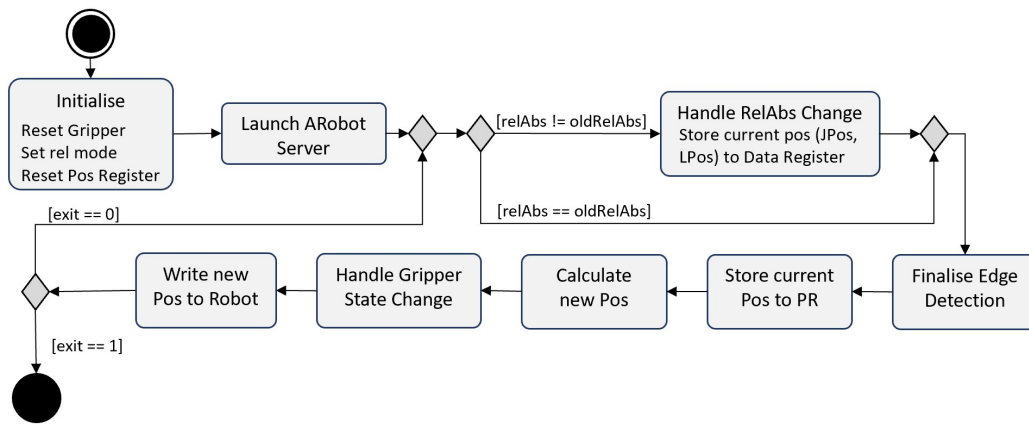 Initialise
Reset Gripper
Set rel mode
Reset Pos Register
Launch ARobot
Server
[relAbs != oldRelAbs]
Handle RelAbs Change
Store current pos (JPos,
LPos) to Data Register
[relAbs == oldRelAbs]
Finalise Edge
Detection
Store current
Pos to PR
Calculate
new Pos
Handle Gripper
State Change
Write new
Pos to Robot
[exit == 0]
[exit == 1]